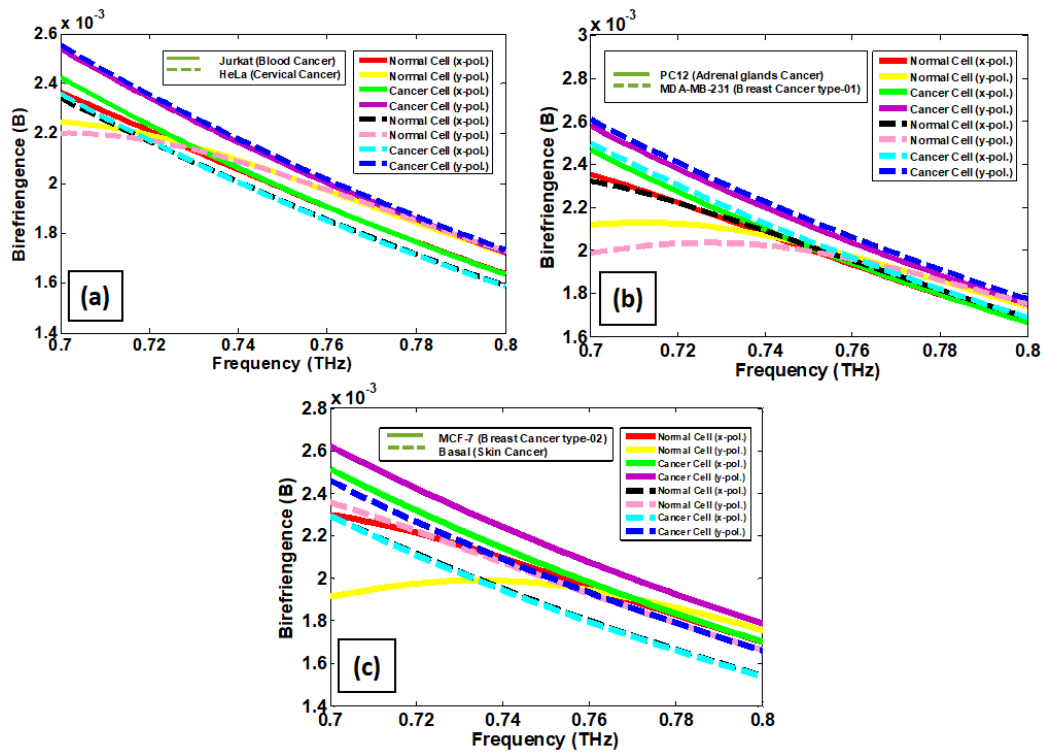 x 10⁻³
2.6
2.4
2.2
2
1.8
1.6
1.4
Birefriengence (B)
Jurkat (Blood Cancer)
HeLa (Cervical Cancer)
Normal Cell (x-pol.)
Normal Cell (y-pol.)
Cancer Cell (x-pol.)
Cancer Cell (y-pol.)
Normal Cell (x-pol.)
Normal Cell (y-pol.)
Cancer Cell (x-pol.)
Cancer Cell (y-pol.)
(a)
0.7 0.72 0.74 0.76 0.78 0.8
Frequency (THz)
x 10⁻³
3
2.8
2.6
2.4
2.2
2
1.8
1.6
Birefriengence (B)
PC12 (Adrenal glands Cancer)
MDA-MB-231 (Breast Cancer type-01)
Normal Cell (x-pol.)
Normal Cell (y-pol.)
Cancer Cell (x-pol.)
Cancer Cell (y-pol.)
Normal Cell (x-pol.)
Normal Cell (y-pol.)
Cancer Cell (x-pol.)
Cancer Cell (y-pol.)
(b)
0.7 0.72 0.74 0.76 0.78 0.8
Frequency (THz)
x 10⁻³
2.8
2.6
2.4
2.2
2
1.8
1.6
1.4
Birefriengence (B)
MCF-7 (Breast Cancer type-02)
Basal (Skin Cancer)
Normal Cell (x-pol.)
Normal Cell (y-pol.)
Cancer Cell (x-pol.)
Cancer Cell (y-pol.)
Normal Cell (x-pol.)
Normal Cell (y-pol.)
Cancer Cell (x-pol.)
Cancer Cell (y-pol.)
(c)
0.7 0.72 0.74 0.76 0.78 0.8
Frequency (THz)